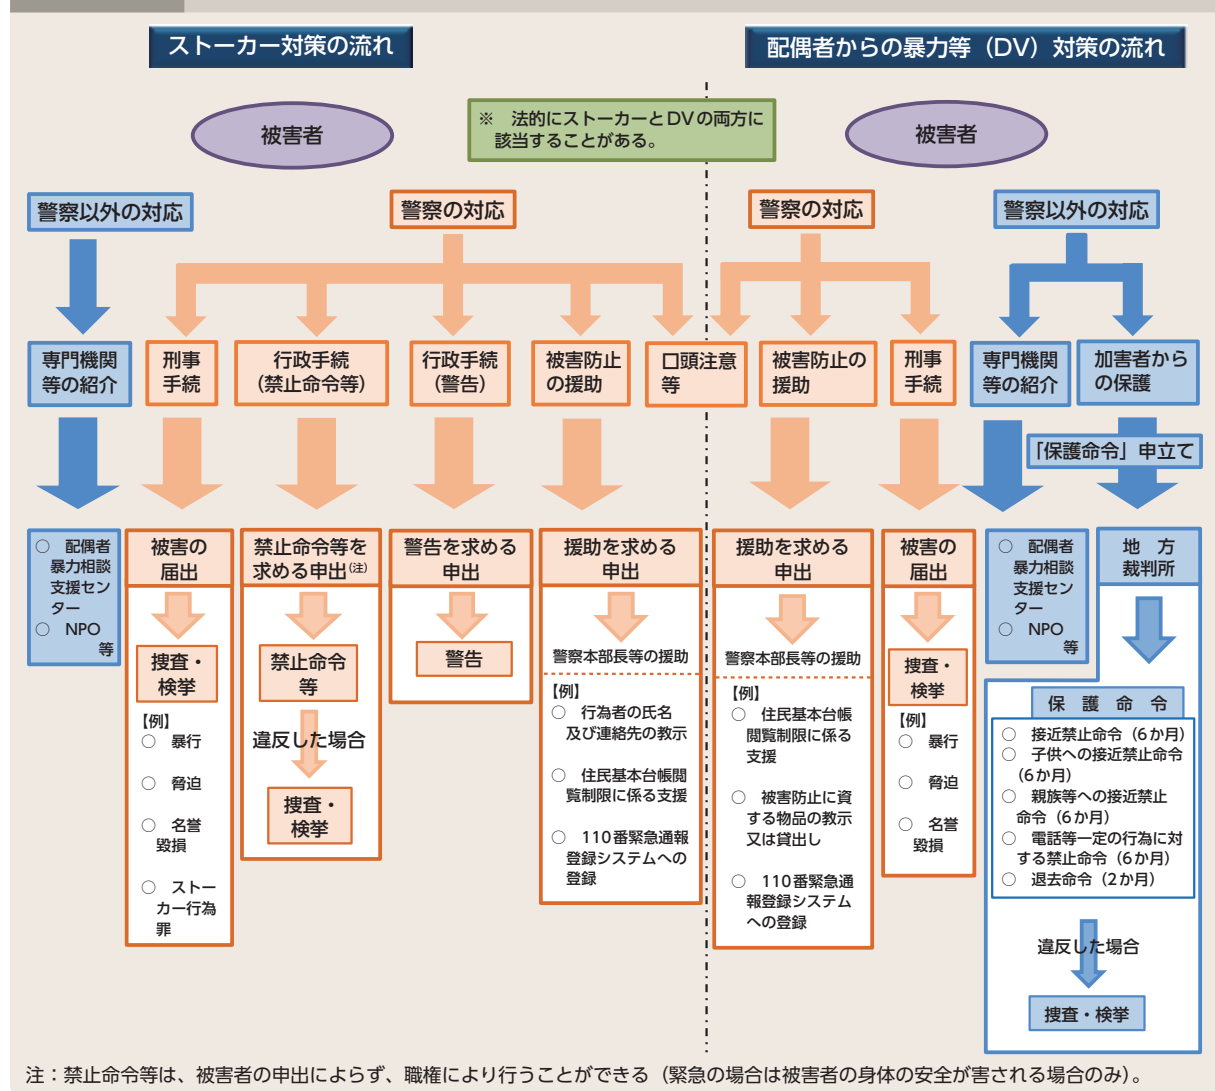 ストーカー対策の流れ
配偶者からの暴力等（DV）対策の流れ
被害者
※　法的にストーカーとDVの両方に
該当することがある。
被害者
警察以外の対応
警察の対応
警察の対応
警察以外の対応
専門機関
等の紹介
刑事
手続
行政手続
（禁止命令等）
行政手続
（警告）
被害防止
の援助
口頭注意
等
被害防止の
援助
刑事
手続
専門機関
等の紹介
加害者から
の保護
「保護命令」申立て
○　配偶者
暴力相談
支援セン
ター
○　NPO
等
被害の
届出
捜査・
検挙
【例】
○　暴行
○　脅迫
○　名誉
毀損
○　ストー
カー行為
罪
禁止命令等を
求める申出(注)
禁止命令
等
違反した場合
捜査・
検挙
警告を求める
申出
警告
援助を求める
申出
警察本部長等の援助
【例】
○　行為者の氏名
及び連絡先の教示
○　住民基本台帳閲
覧制限に係る支援
○　110番緊急通報
登録システムへの
登録
援助を求める
申出
警察本部長等の援助
【例】
○　住民基本台帳
閲覧制限に係る
支援
○　被害防止に資
する物品の教示
又は貸出し
○　110番緊急通
報登録システム
への登録
被害の
届出
捜査・
検挙
【例】
○　暴行
○　脅迫
○　名誉
毀損
○　配偶者
暴力相談
支援セン
ター
○　NPO
等
地　方
裁判所
保　護　命　令
○　接近禁止命令（6か月）
○　子供への接近禁止命令
（6か月）
○　親族等への接近禁止
命令（6か月）
○　電話等一定の行為に対
する禁止命令（6か月）
○　退去命令（2か月）
違反した場合
捜査・検挙
注：禁止命令等は、被害者の申出によらず、職権により行うことができる（緊急の場合は被害者の身体の安全が害される場合のみ）。